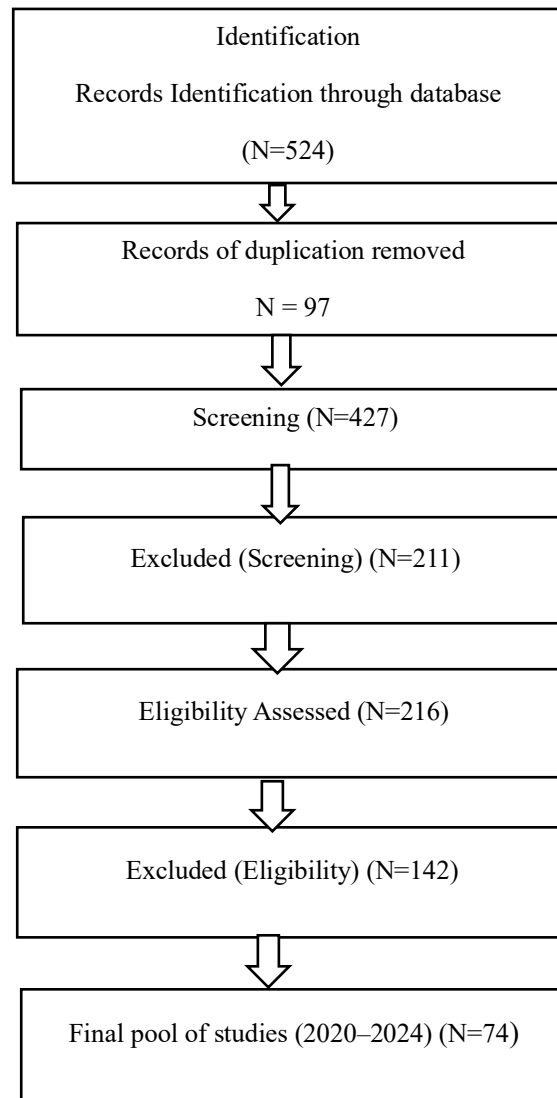 Identification
Records Identification through database
(N=524)
Records of duplication removed
N = 97
Screening (N=427)
Excluded (Screening) (N=211)
Eligibility Assessed (N=216)
Excluded (Eligibility) (N=142)
Final pool of studies (2020–2024) (N=74)